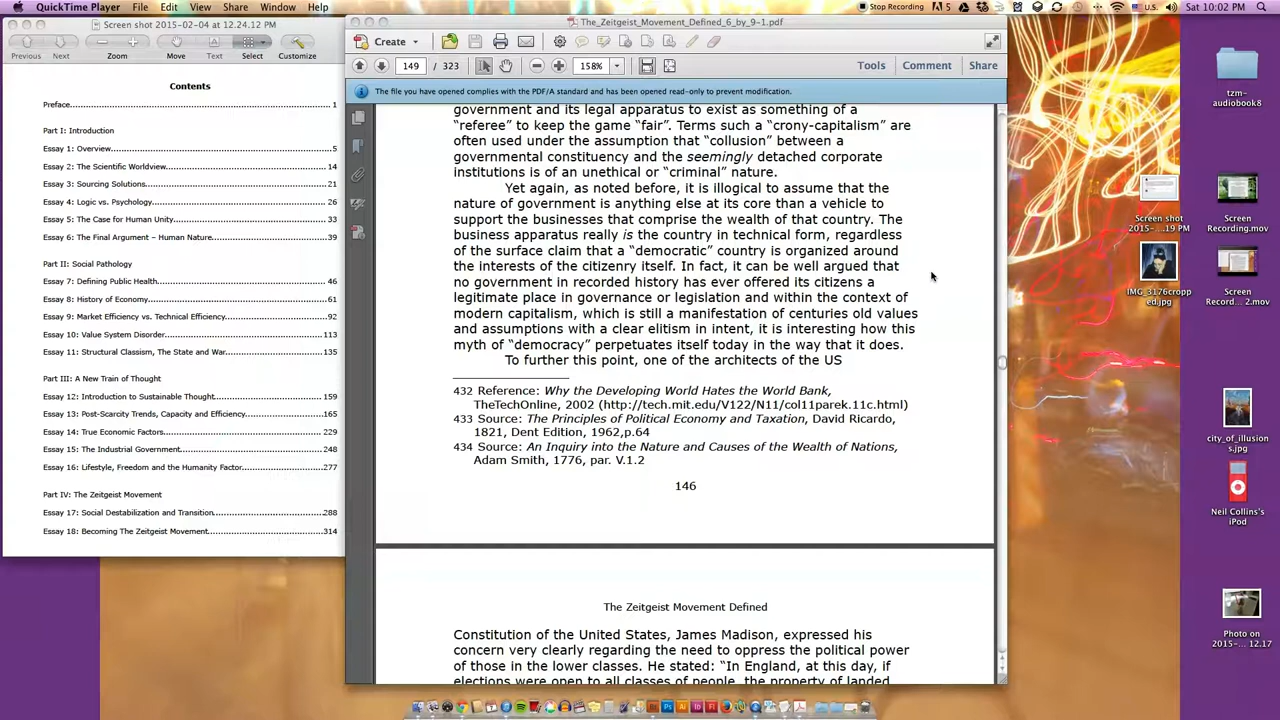 QuickTime Player File Edit View Share Window Help
Stop Recording
5
U.S.
Sat 10:02 PM
Screen shot 2015-02-04 at 12.24.12 PM
Previous Next Zoom Move Text Select Customize
Contents
Preface 1
Part I: Introduction
Essay 1: Overview 5
Essay 2: The Scientific Worldview 14
Essay 3: Sourcing Solutions 21
Essay 4: Logic vs. Psychology 26
Essay 5: The Case for Human Unity 33
Essay 6: The Final Argument – Human Nature 39
Part II: Social Pathology
Essay 7: Defining Public Health 46
Essay 8: History of Economy 61
Essay 9: Market Efficiency vs. Technical Efficiency 92
Essay 10: Value System Disorder 113
Essay 11: Structural Classism, The State and War 135
Part III: A New Train of Thought
Essay 12: Introduction to Sustainable Thought 159
Essay 13: Post-Scarcity Trends, Capacity and Efficiency 165
Essay 14: True Economic Factors 229
Essay 15: The Industrial Government 248
Essay 16: Lifestyle, Freedom and the Humanity Factor 277
Part IV: The Zeitgeist Movement
Essay 17: Social Destabilization and Transition 288
Essay 18: Becoming The Zeitgeist Movement 314
The_Zeitgeist_Movement_Defined_6_by_9-1.pdf
Create
149 / 323
158%
Tools Comment Share
The file you have opened complies with the PDF/A standard and has been opened read-only to prevent modification.
government and its legal apparatus to exist as something of a
“referee” to keep the game “fair”. Terms such a “crony-capitalism” are
often used under the assumption that “collusion” between a
governmental constituency and the seemingly detached corporate
institutions is of an unethical or “criminal” nature.
Yet again, as noted before, it is illogical to assume that the
nature of government is anything else at its core than a vehicle to
support the business that comprise the wealth of that country. The
business apparatus really is the country in technical form, regardless
of the surface claim that a “democratic” country is organized around
the interests of the citizenry itself. In fact, it can be well argued that
no government in recorded history has ever offered its citizens a
legitimate place in governance or legislation and within the context of
modern capitalism, which is still a manifestation of centuries old values
and assumptions with a clear elitism in intent, it is interesting how this
myth of “democracy” perpetuates itself today in the way that it does.
To further this point, one of the architects of the US
432 Reference: Why the Developing World Hates the World Bank,
TheTechOnline, 2002 (http://tech.mit.edu/V122/N11/col11parek.11c.html)
433 Source: The Principles of Political Economy and Taxation, David Ricardo,
1821, Dent Edition, 1962,p.64
434 Source: An Inquiry into the Nature and Causes of the Wealth of Nations,
Adam Smith, 1776, par. V.1.2
146
The Zeitgeist Movement Defined
Constitution of the United States, James Madison, expressed his
concern very clearly regarding the need to oppress the political power
of those in the lower classes. He stated: “In England, at this day, if
elections were open to all classes of people, the property of landed
tzm-
audiobook8
Screen shot
2015-...19 PM
Screen
Recording.mov
IMG_3176cropp
ed.jpg
Screen
Record... 2.mov
city_of_illusion
s.jpg
Neil Collins's
iPod
Photo on
2015-... 12.17